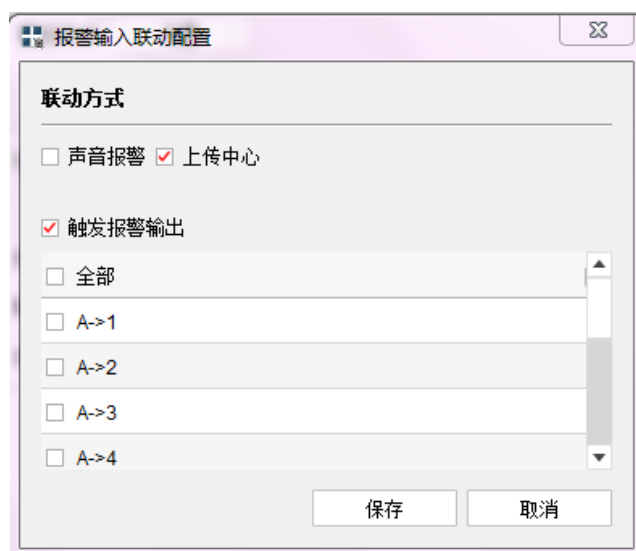 报警输入联动配置
联动方式
声音报警 上传中心
触发报警输出
全部
A->1
A->2
A->3
A->4
保存 取消